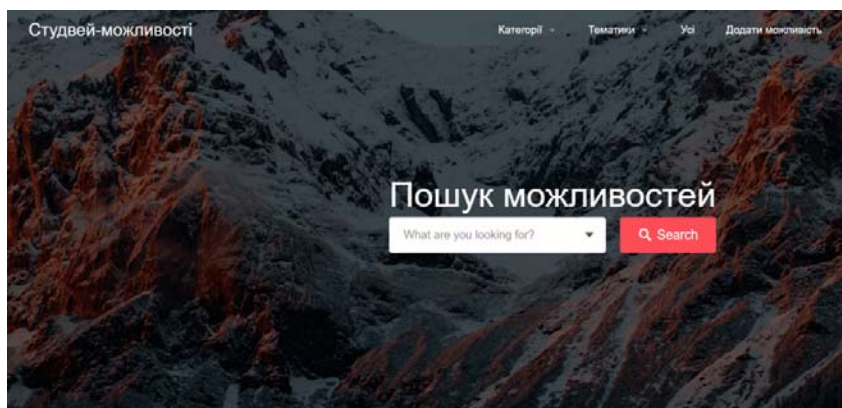 Студвей-можливості
Категорії Тематики Усі Додати можливість
Пошук можливостей
What are you looking for?
Search